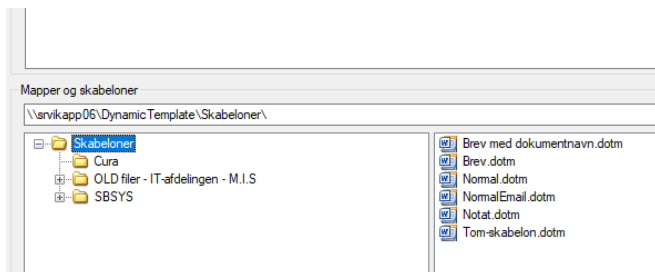 Mapper og skabeloner
\\srvikapp06\DynamicTemplate\Skabeloner\
Skabeloner
Cura
OLD filer - IT-afdelingen - M.I.S
SBSYS
Brev med dokumentnavn.dotm
Brev.dotm
Normal.dotm
NormalEmail.dotm
Notat.dotm
Tom-skabelon.dotm